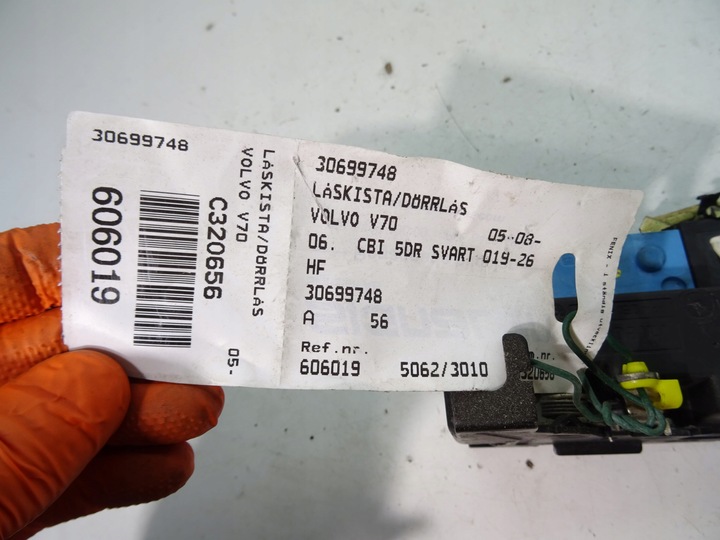 30699748
606019
C320656
VOLVO V70
LÅSKISTA/DÖRRLÅS
05-
30699748
LÅSKISTA/DÖRRLÅS
VOLVO V70 05-08-
06. CBI 5DR SVART 019-26
HF
30699748
A 56
Ref.nr.
606019 5062/3010
nr.